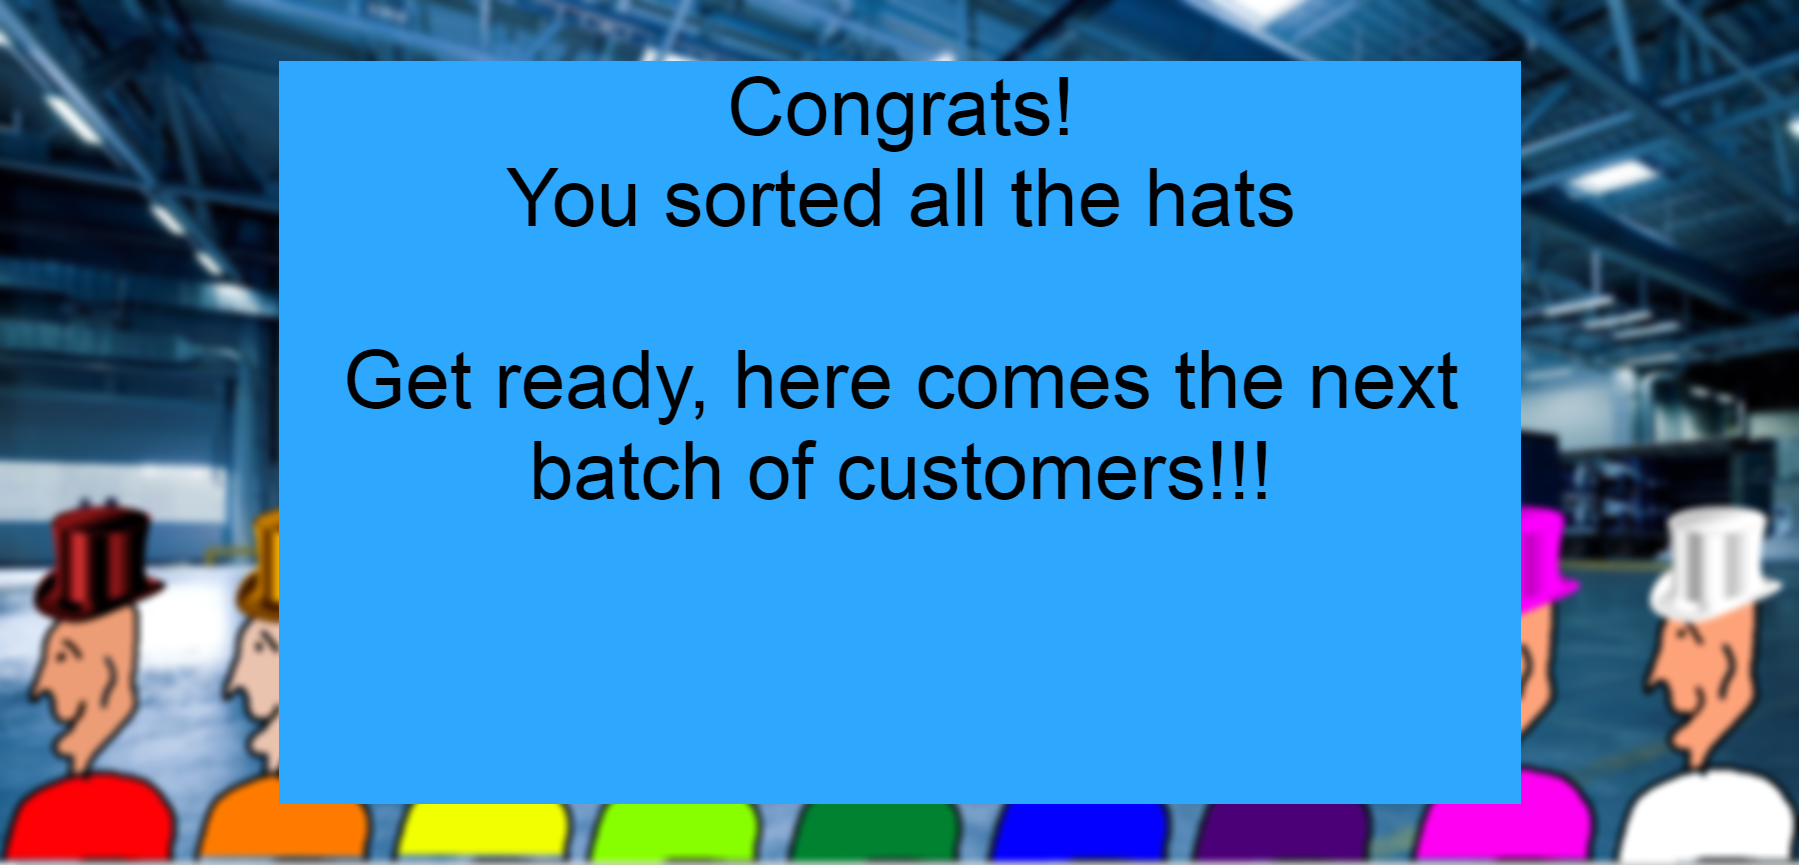 Congrats!
You sorted all the hats
Get ready, here comes the next
batch of customers!!!